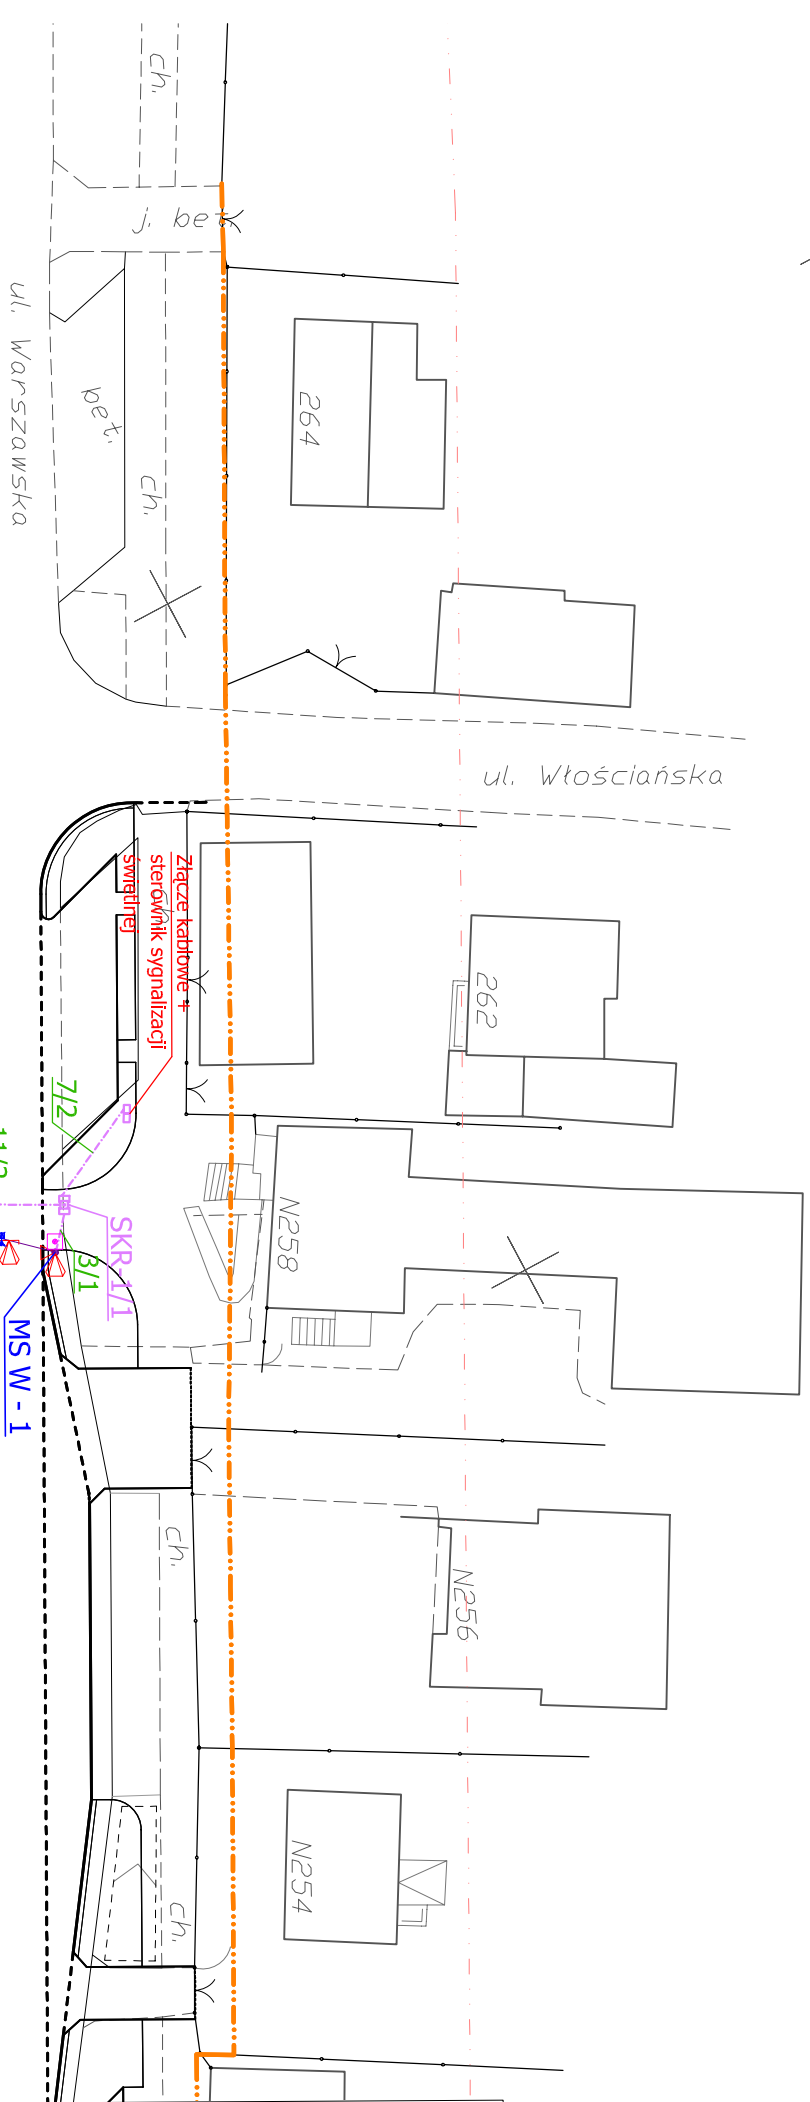 ch.
j. bet.
ul. Warszawska
264
bet.
ch.
ul. Włościańska
Złącze kablowe +
sterownik sygnalizacji
świetlnej
262
7/2
N258
SKR-1/1
3/1
MS W - 1
ch.
N256
N254
ch.